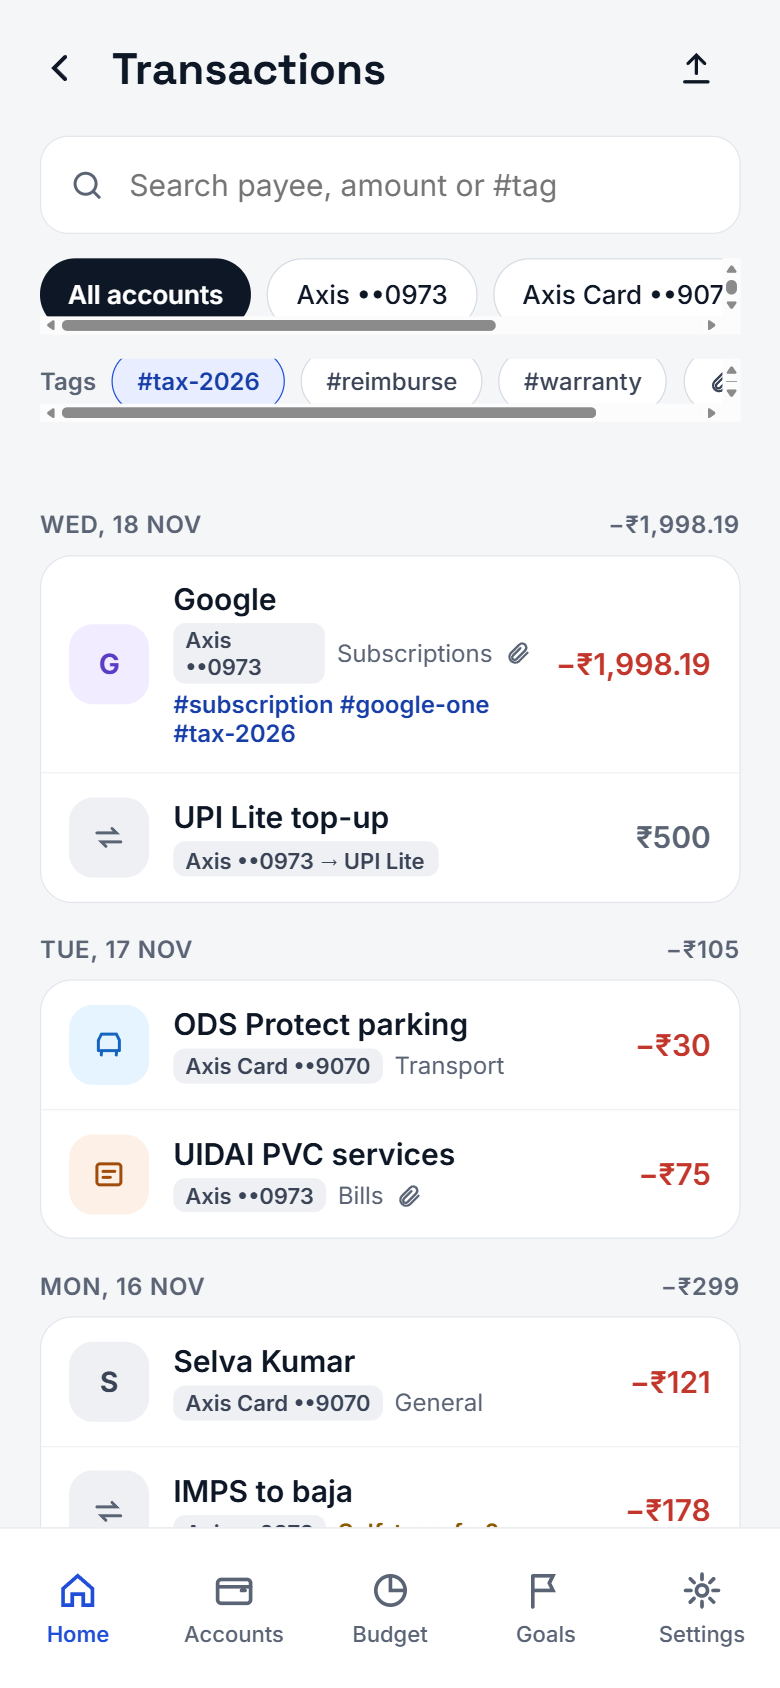 Transactions
Search payee, amount or #tag
All accounts
Axis ••0973
Axis Card ••907
Tags
#tax-2026
#reimburse
#warranty
WED, 18 NOV
−₹1,998.19
Google
G
Axis
••0973
Subscriptions
−₹1,998.19
#subscription #google-one
#tax-2026
UPI Lite top-up
Axis ••0973 → UPI Lite
₹500
TUE, 17 NOV
−₹105
ODS Protect parking
Axis Card ••9070
Transport
−₹30
UIDAI PVC services
Axis ••0973
Bills
−₹75
MON, 16 NOV
−₹299
S
Selva Kumar
Axis Card ••9070
General
−₹121
IMPS to baja
−₹178
Home
Accounts
Budget
Goals
Settings